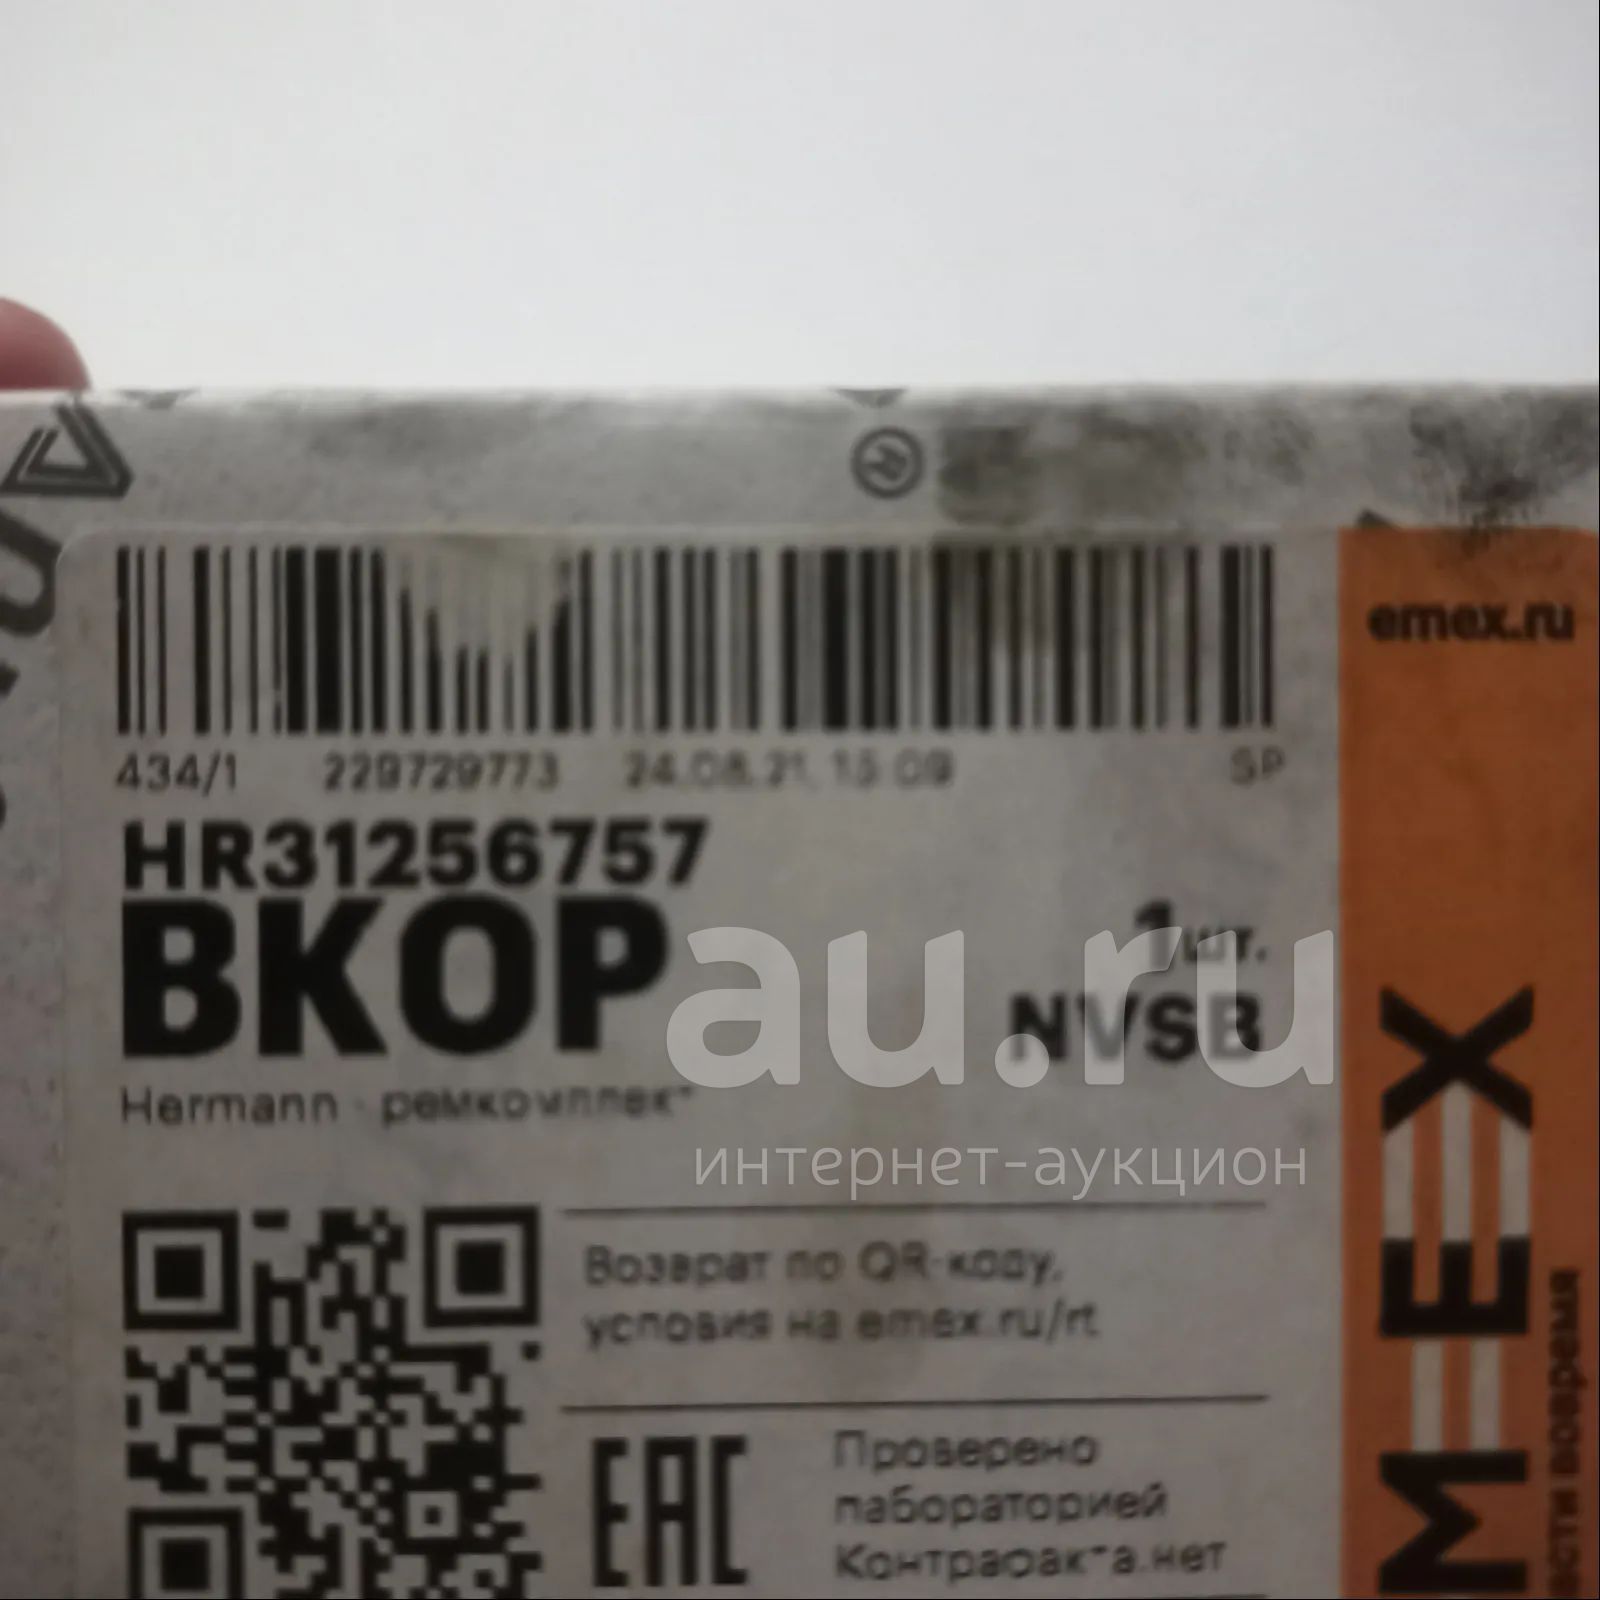 emex.ru
434/1 229729773 24.08.21, 15:09 SP
HR31256757
BKOP
1шт.
NVSB
Hermann ремкомплект
au.ru
интернет-аукцион
Возврат по QR-коду,
условия на emex.ru/rt
EAC
Проверено
лабораторией
Контрафакта.нет
EMEX
вовремя